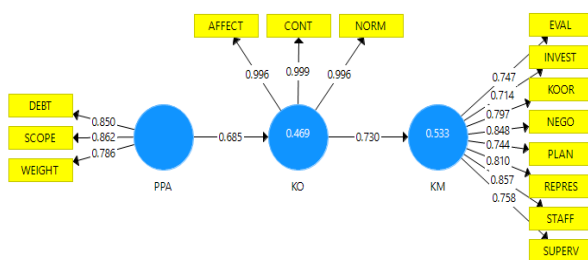 AFFECT CONT NORM
EVAL
INVEST
KOOR
NEGO
PLAN
REPRES
STAFF
SUPERV
DEBT
SCOPE
WEIGHT
0.996 0.999 0.996
0.747
0.714
0.797
0.848
0.744
0.810
0.857
0.758
0.850
0.862
0.786
0.685
0.469
0.730
0.533
PPA KO KM